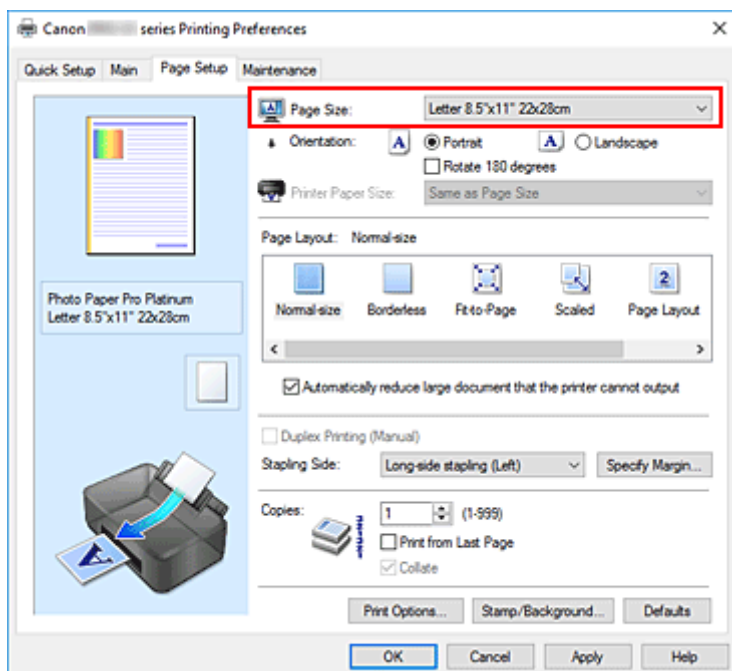 Canon series Printing Preferences
Quick Setup Main Page Setup Maintenance
Page Size: Letter 8.5"x11" 22x28cm
Orientation: A Portrait A Landscape
Rotate 180 degrees
Printer Paper Size: Same as Page Size
Page Layout: Normal-size
Normal-size Borderless Fit-to-Page Scaled Page Layout
Photo Paper Pro Platinum
Letter 8.5"x11" 22x28cm
Automatically reduce large document that the printer cannot output
Duplex Printing (Manual)
Stapling Side: Long-side stapling (Left) Specify Margin...
Copies: 1 (1-999)
Print from Last Page
Collate
Print Options... Stamp/Background... Defaults
OK Cancel Apply Help